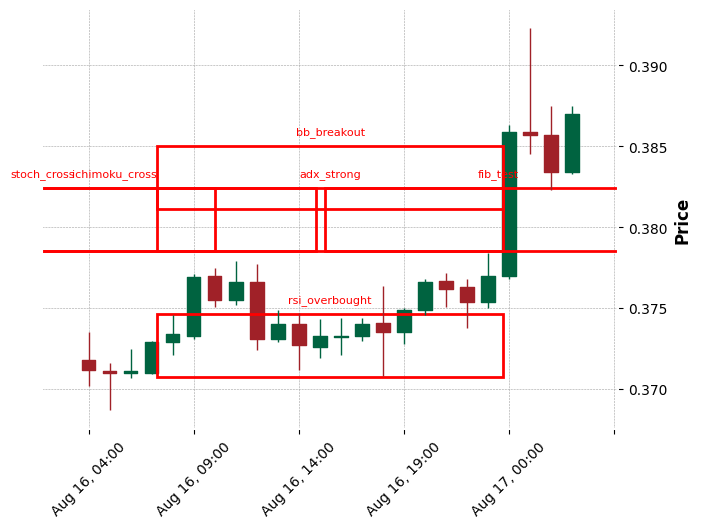 0.390
bb_breakout
0.385
stoch_cross
ichimoku_cross
adx_strong
fib_test
0.380
Price
rsi_overbought
0.375
0.370
Aug 16, 04:00
Aug 16, 09:00
Aug 16, 14:00
Aug 16, 19:00
Aug 17, 00:00